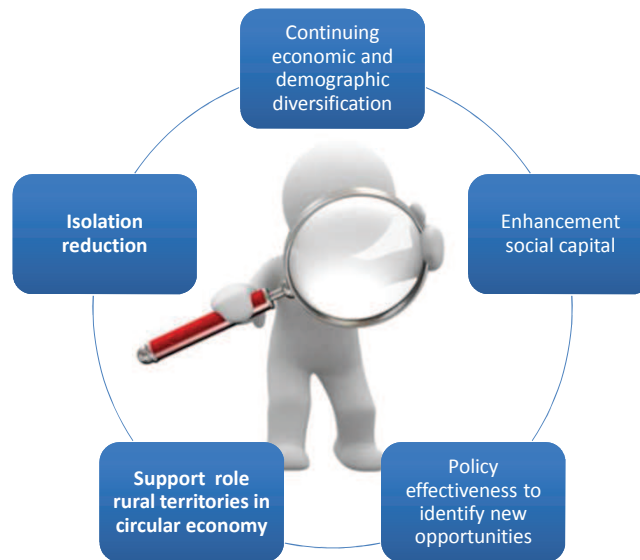 Continuing
economic and
demographic
diversification
Isolation
reduction
Enhancement
social capital
Support role
rural territories in
circular economy
Policy
effectiveness to
identify new
opportunities